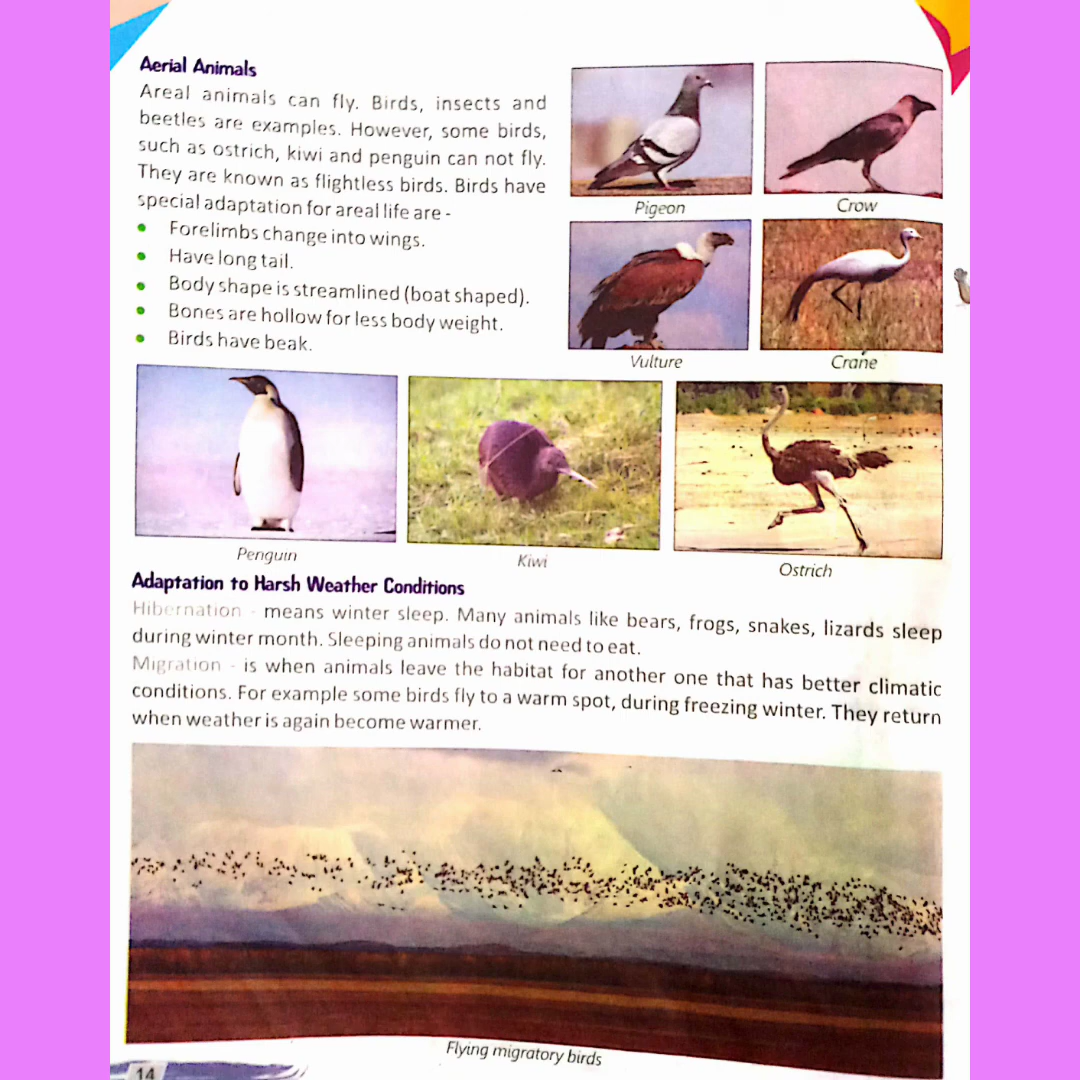 Aerial Animals
Areal animals can fly. Birds, insects and
beetles are examples. However, some birds,
such as ostrich, kiwi and penguin can not fly.
They are known as flightless birds. Birds have
special adaptation for areal life are -
• Forelimbs change into wings.
• Have long tail.
• Body shape is streamlined (boat shaped).
• Bones are hollow for less body weight.
• Birds have beak.
Pigeon
Crow
Vulture
Crane
Penguin
Kiwi
Ostrich
Adaptation to Harsh Weather Conditions
Hibernation - means winter sleep. Many animals like bears, frogs, snakes, lizards sleep
during winter month. Sleeping animals do not need to eat.
Migration - is when animals leave the habitat for another one that has better climatic
conditions. For example some birds fly to a warm spot, during freezing winter. They return
when weather is again become warmer.
Flying migratory birds
14